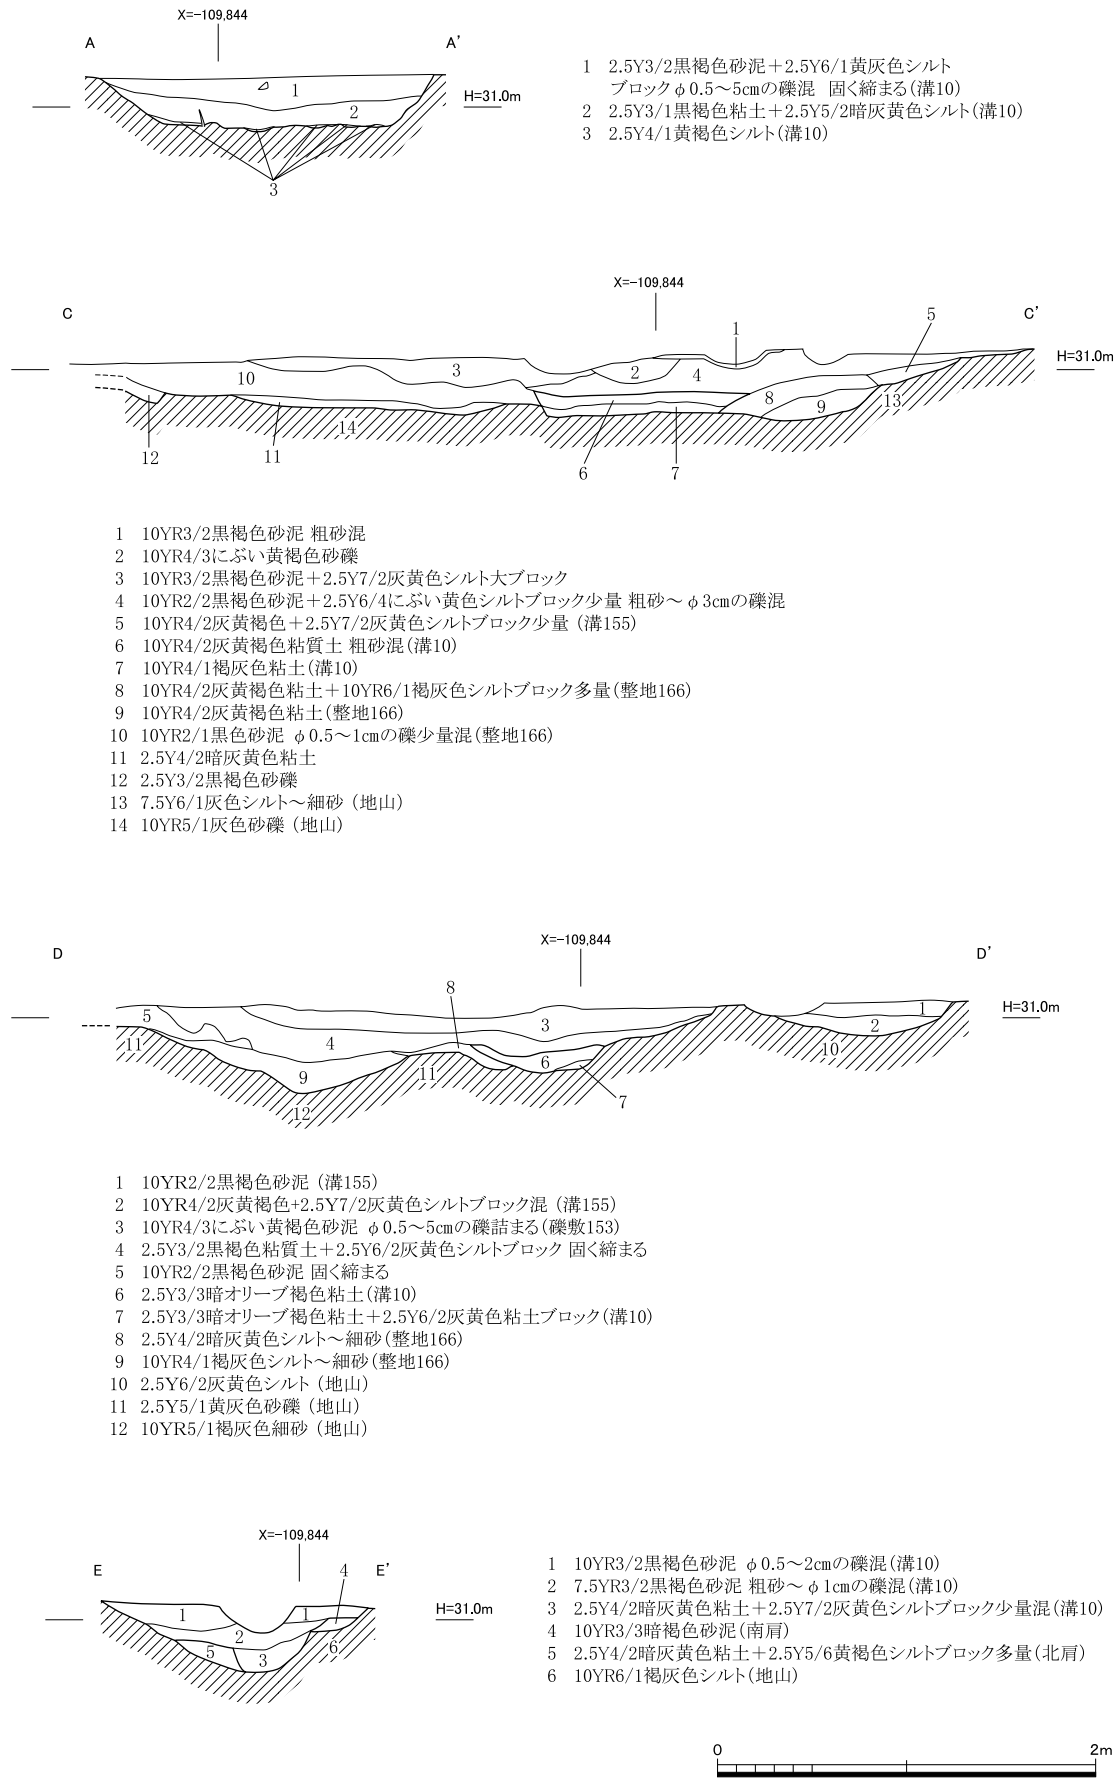 X=-109,844
A
A'
H=31.0m
1
2
3
1 2.5Y3/2黒褐色砂泥＋2.5Y6/1黄灰色シルト
ブロックφ0.5～5cmの礫混 固く締まる(溝10)
2 2.5Y3/1黒褐色粘土＋2.5Y5/2暗灰黄色シルト(溝10)
3 2.5Y4/1黄褐色シルト(溝10)
X=-109,844
C
C'
H=31.0m
1
5
3
2
4
10
8
9
13
14
12
11
6
7
1 10YR3/2黒褐色砂泥 粗砂混
2 10YR4/3にぶい黄褐色砂礫
3 10YR3/2黒褐色砂泥＋2.5Y7/2灰黄色シルト大ブロック
4 10YR2/2黒褐色砂泥＋2.5Y6/4にぶい黄色シルトブロック少量 粗砂～φ3cmの礫混
5 10YR4/2灰黄褐色＋2.5Y7/2灰黄色シルトブロック少量 (溝155)
6 10YR4/2灰黄褐色粘質土 粗砂混(溝10)
7 10YR4/1褐灰色粘土(溝10)
8 10YR4/2灰黄褐色粘土＋10YR6/1褐灰色シルトブロック多量(整地166)
9 10YR4/2灰黄褐色粘土(整地166)
10 10YR2/1黒色砂泥 φ0.5～1cmの礫少量混(整地166)
11 2.5Y4/2暗灰黄色粘土
12 2.5Y3/2黒褐色砂礫
13 7.5Y6/1灰色シルト～細砂 (地山)
14 10YR5/1灰色砂礫 (地山)
X=-109,844
D
D'
H=31.0m
8
5
4
3
1
2
11
9
11
6
10
12
7
1 10YR2/2黒褐色砂泥 (溝155)
2 10YR4/2灰黄褐色+2.5Y7/2灰黄色シルトブロック混 (溝155)
3 10YR4/3にぶい黄褐色砂泥 φ0.5～5cmの礫詰まる(礫敷153)
4 2.5Y3/2黒褐色粘質土＋2.5Y6/2灰黄色シルトブロック 固く締まる
5 10YR2/2黒褐色砂泥 固く締まる
6 2.5Y3/3暗オリーブ褐色粘土(溝10)
7 2.5Y3/3暗オリーブ褐色粘土＋2.5Y6/2灰黄色粘土ブロック(溝10)
8 2.5Y4/2暗灰黄色シルト～細砂(整地166)
9 10YR4/1褐灰色シルト～細砂(整地166)
10 2.5Y6/2灰黄色シルト (地山)
11 2.5Y5/1黄灰色砂礫 (地山)
12 10YR5/1褐灰色細砂 (地山)
X=-109,844
E
E'
H=31.0m
4
1
1
2
5
3
6
1 10YR3/2黒褐色砂泥 φ0.5～2cmの礫混(溝10)
2 7.5YR3/2黒褐色砂泥 粗砂～φ1cmの礫混(溝10)
3 2.5Y4/2暗灰黄色粘土＋2.5Y7/2灰黄色シルトブロック少量混(溝10)
4 10YR3/3暗褐色砂泥(南肩)
5 2.5Y4/2暗灰黄色粘土＋2.5Y5/6黄褐色シルトブロック多量(北肩)
6 10YR6/1褐灰色シルト(地山)
0
2m